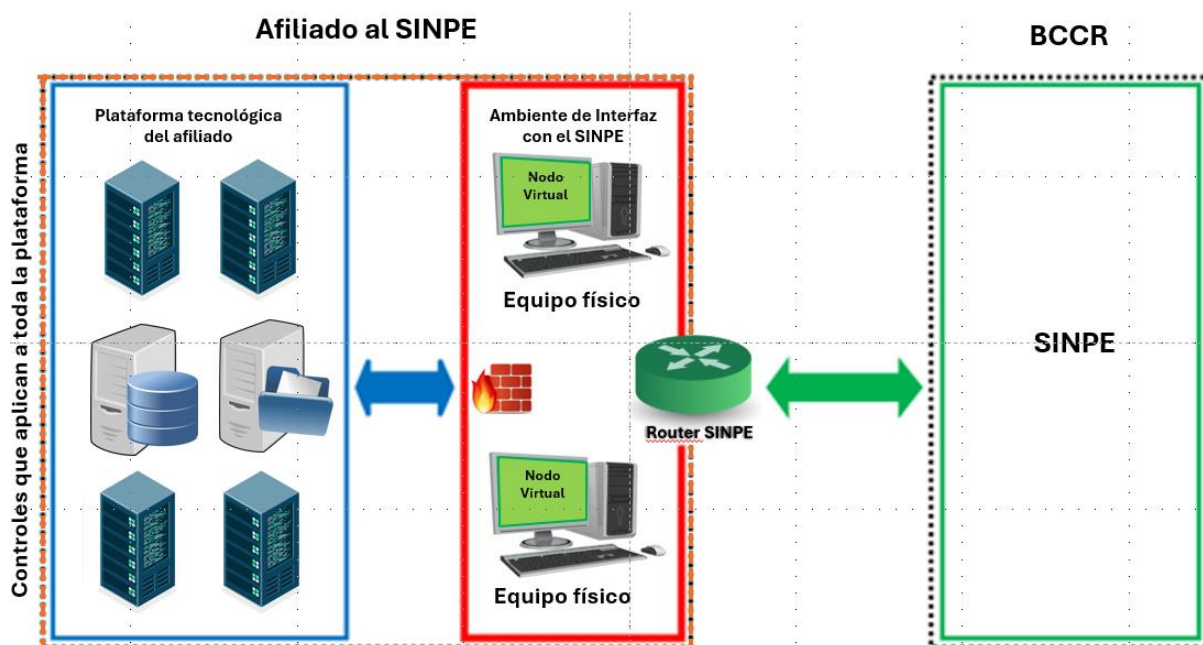 Afiliado al SINPE
BCCR
Controles que aplican a toda la plataforma
Plataforma tecnológica
del afiliado
Ambiente de Interfaz
con el SINPE
Nodo
Virtual
Equipo físico
SINPE
Router SINPE
Nodo
Virtual
Equipo físico